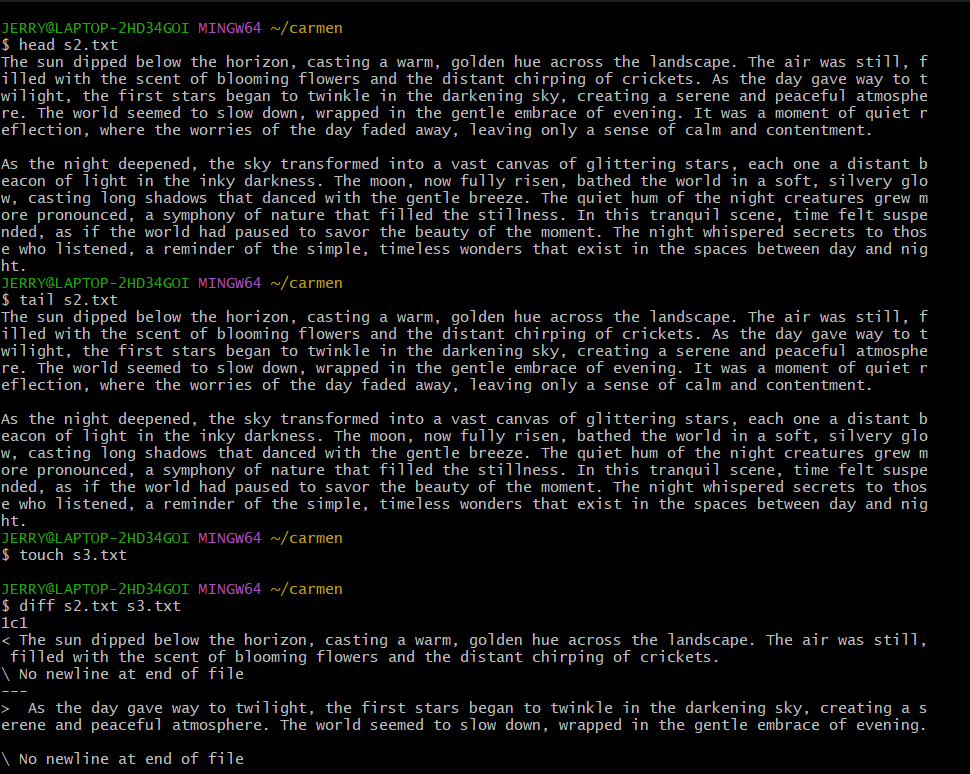 JERRY@LAPTOP-2HD34GOI MINGW64 ~/carmen
$ head s2.txt
The sun dipped below the horizon, casting a warm, golden hue across the landscape. The air was still, f
illed with the scent of blooming flowers and the distant chirping of crickets. As the day gave way to t
wilight, the first stars began to twinkle in the darkening sky, creating a serene and peaceful atmosphe
re. The world seemed to slow down, wrapped in the gentle embrace of evening. It was a moment of quiet r
eflection, where the worries of the day faded away, leaving only a sense of calm and contentment.

As the night deepened, the sky transformed into a vast canvas of glittering stars, each one a distant b
eacon of light in the inky darkness. The moon, now fully risen, bathed the world in a soft, silvery glo
w, casting long shadows that danced with the gentle breeze. The quiet hum of the night creatures grew m
ore pronounced, a symphony of nature that filled the stillness. In this tranquil scene, time felt suspe
nded, as if the world had paused to savor the beauty of the moment. The night whispered secrets to thos
e who listened, a reminder of the simple, timeless wonders that exist in the spaces between day and nig
ht.
JERRY@LAPTOP-2HD34GOI MINGW64 ~/carmen
$ tail s2.txt
The sun dipped below the horizon, casting a warm, golden hue across the landscape. The air was still, f
illed with the scent of blooming flowers and the distant chirping of crickets. As the day gave way to t
wilight, the first stars began to twinkle in the darkening sky, creating a serene and peaceful atmosphe
re. The world seemed to slow down, wrapped in the gentle embrace of evening. It was a moment of quiet r
eflection, where the worries of the day faded away, leaving only a sense of calm and contentment.

As the night deepened, the sky transformed into a vast canvas of glittering stars, each one a distant b
eacon of light in the inky darkness. The moon, now fully risen, bathed the world in a soft, silvery glo
w, casting long shadows that danced with the gentle breeze. The quiet hum of the night creatures grew m
ore pronounced, a symphony of nature that filled the stillness. In this tranquil scene, time felt suspe
nded, as if the world had paused to savor the beauty of the moment. The night whispered secrets to thos
e who listened, a reminder of the simple, timeless wonders that exist in the spaces between day and nig
ht.
JERRY@LAPTOP-2HD34GOI MINGW64 ~/carmen
$ touch s3.txt

JERRY@LAPTOP-2HD34GOI MINGW64 ~/carmen
$ diff s2.txt s3.txt
1c1
< The sun dipped below the horizon, casting a warm, golden hue across the landscape. The air was still,
 filled with the scent of blooming flowers and the distant chirping of crickets.
\ No newline at end of file
---
>  As the day gave way to twilight, the first stars began to twinkle in the darkening sky, creating a s
erene and peaceful atmosphere. The world seemed to slow down, wrapped in the gentle embrace of evening.

\ No newline at end of file